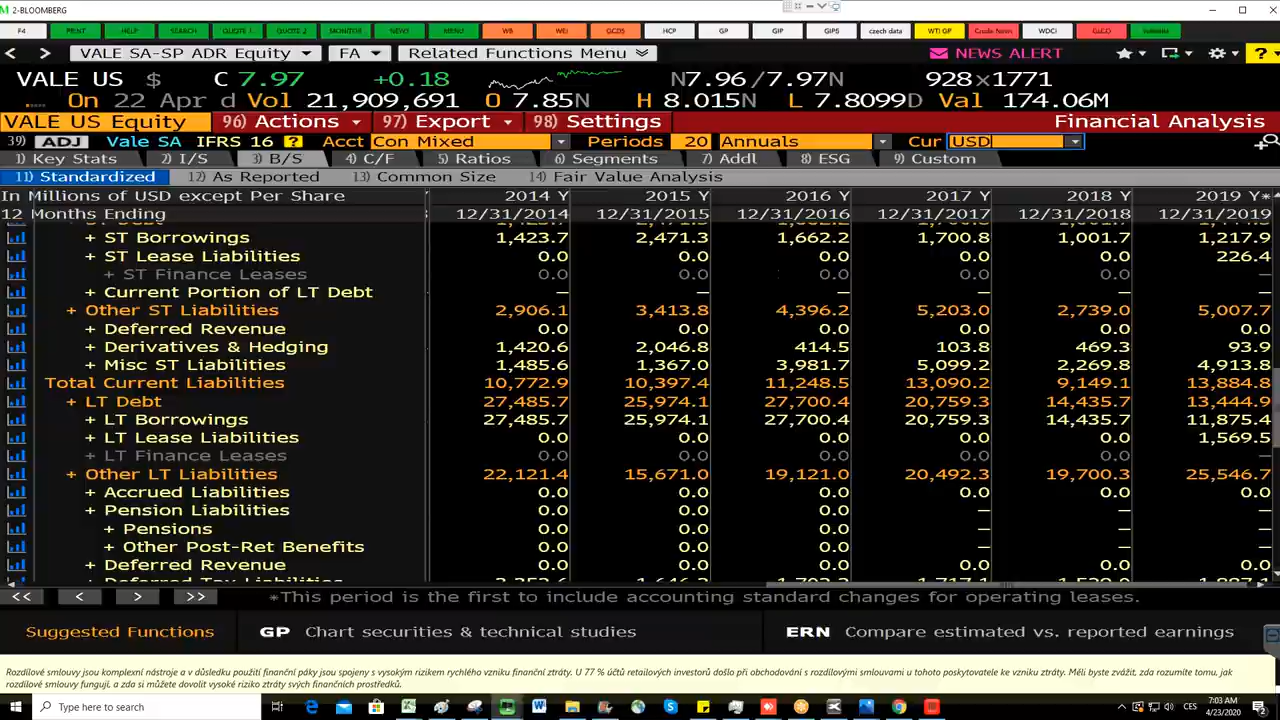 2-BLOOMBERG
F4 PRINT HELP SEARCH QUOTE MONITOR NEWS MENU WB WEI HCP GP GIP GIP5 czech data WTI GP Crude News WDCI
< > VALE SA-SP ADR Equity FA Related Functions Menu NEWS ALERT ?
VALE US $ C 7.97 +0.18 N7.96/7.97N 928x1771
On 22 Apr d Vol 21,909,691 O 7.85N H 8.015N L 7.8099D Val 174.06M
VALE US Equity 96) Actions 97) Export 98) Settings Financial Analysis
39) ADJ Vale SA IFRS 16 ? Acct Con Mixed Periods 20 Annuals Cur USD
1) Key Stats 2) I/S 3) B/S 4) C/F 5) Ratios 6) Segments 7) Addl 8) ESG 9) Custom
11) Standardized 12) As Reported 13) Common Size 14) Fair Value Analysis
In Millions of USD except Per Share 2014 Y 2015 Y 2016 Y 2017 Y 2018 Y 2019 Y*
12 Months Ending 12/31/2014 12/31/2015 12/31/2016 12/31/2017 12/31/2018 12/31/2019
+ ST Borrowings 1,423.7 2,471.3 1,662.2 1,700.8 1,001.7 1,217.9
+ ST Lease Liabilities 0.0 0.0 0.0 0.0 0.0 226.4
+ ST Finance Leases 0.0 0.0 0.0 0.0 0.0 —
+ Current Portion of LT Debt — — — — — —
+ Other ST Liabilities 2,906.1 3,413.8 4,396.2 5,203.0 2,739.0 5,007.7
+ Deferred Revenue 0.0 0.0 0.0 0.0 0.0 0.0
+ Derivatives & Hedging 1,420.6 2,046.8 414.5 103.8 469.3 93.9
+ Misc ST Liabilities 1,485.6 1,367.0 3,981.7 5,099.2 2,269.8 4,913.8
Total Current Liabilities 10,772.9 10,397.4 11,248.5 13,090.2 9,149.1 13,884.8
+ LT Debt 27,485.7 25,974.1 27,700.4 20,759.3 14,435.7 13,444.9
+ LT Borrowings 27,485.7 25,974.1 27,700.4 20,759.3 14,435.7 11,875.4
+ LT Lease Liabilities 0.0 0.0 0.0 0.0 0.0 1,569.5
+ LT Finance Leases 0.0 0.0 0.0 0.0 0.0 —
+ Other LT Liabilities 22,121.4 15,671.0 19,121.0 20,492.3 19,700.3 25,546.7
+ Accrued Liabilities 0.0 0.0 0.0 0.0 0.0 0.0
+ Pension Liabilities 0.0 0.0 0.0 — — —
+ Pensions 0.0 0.0 0.0 — — —
+ Other Post-Ret Benefits 0.0 0.0 0.0 — — —
+ Deferred Revenue 0.0 0.0 0.0 0.0 0.0 0.0
<< < > >> *This period is the first to include accounting standard changes for operating leases.
Suggested Functions GP Chart securities & technical studies ERN Compare estimated vs. reported earnings
Rozdílové smlouvy jsou komplexní nástroje a v důsledku použití finanční páky jsou spojeny s vysokým rizikem rychlého vzniku finanční ztráty. U 77 % účtů retailových investorů došlo při obchodování s rozdílovými smlouvami u tohoto poskytovatele ke vzniku ztráty. Měli byste zvážit, zda rozumíte tomu, jak
rozdílové smlouvy fungují, a zda si můžete dovolit vysoké riziko ztráty svých finančních prostředků.
Type here to search CES 7:03 AM
4/23/2020